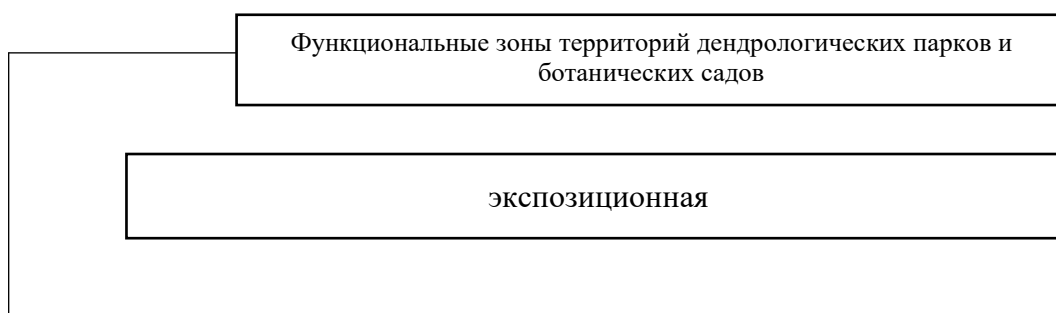 Функциональные зоны территорий дендрологических парков и
ботанических садов
экспозиционная